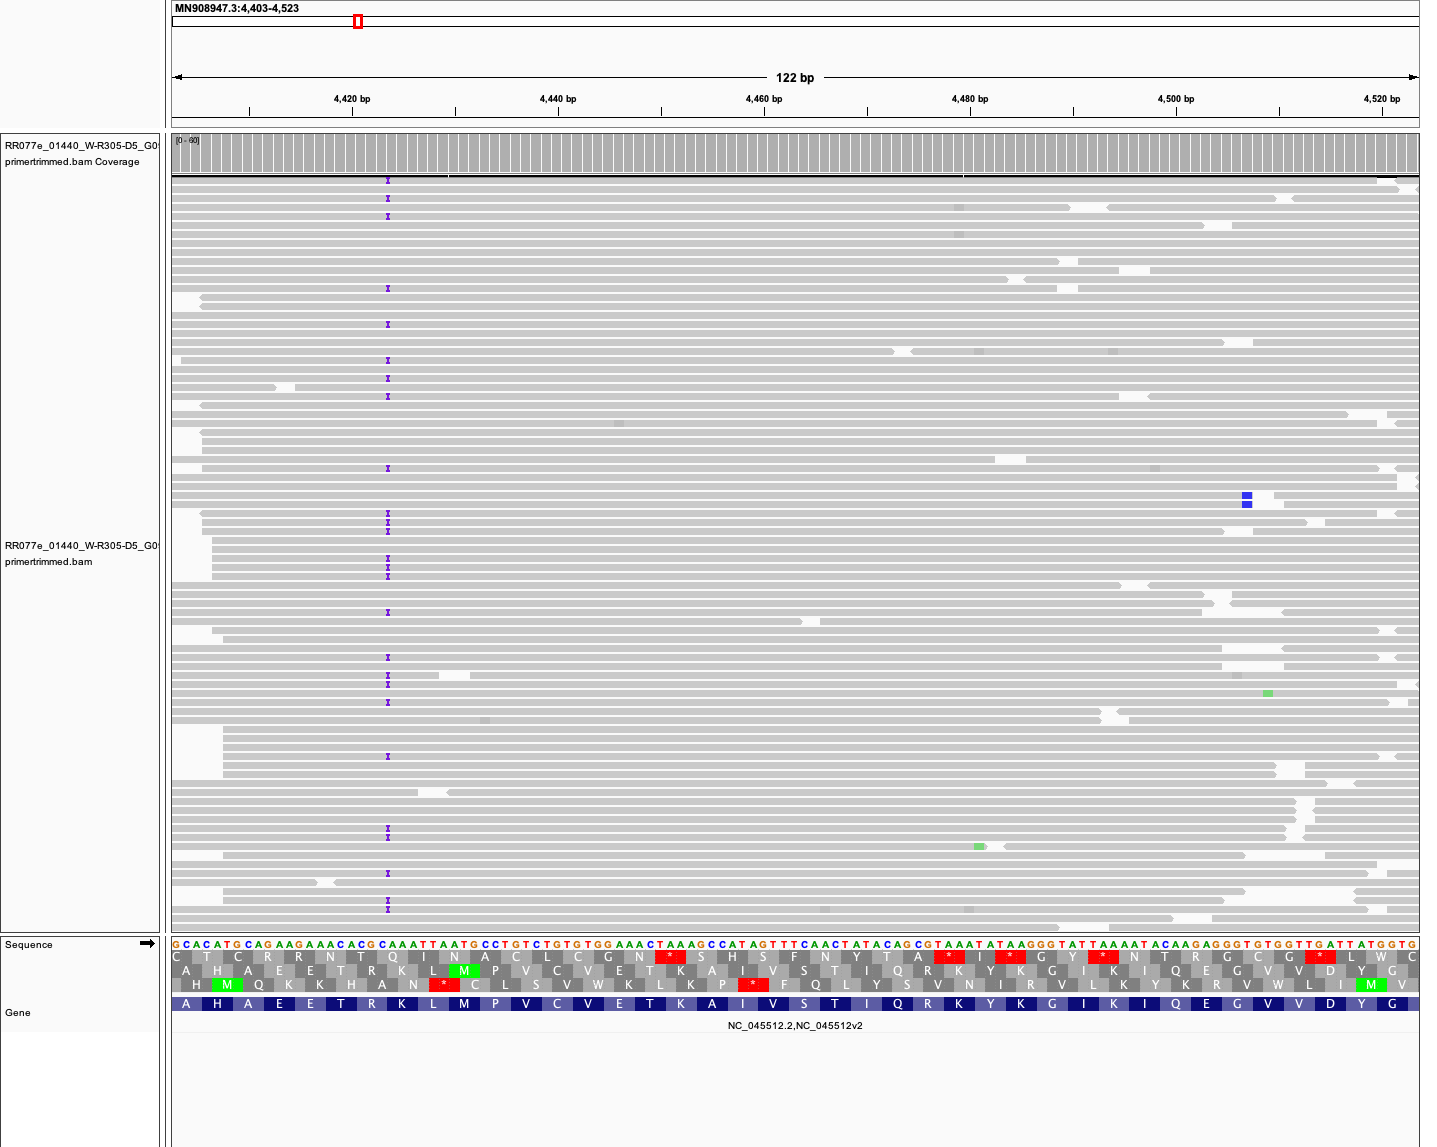 MN908947.3:4,403-4,523
122 bp
4,420 bp 4,440 bp 4,460 bp 4,480 bp 4,500 bp 4,520 bp
RR077e_01440_W-R305-D5_G0
primertrimmed.bam Coverage
[0 - 60]
RR077e_01440_W-R305-D5_G0
primertrimmed.bam
Sequence
GCACATGCAGAAGAAACACGCAAATTAATGCCTGTCTGTGTGGAAACTAAAGCCATAGTTTCAACTATACAGCGTAAATATAAGGGTATTAAAATACAAGAGGGTGTGGTTGATTATGGTG
C T C R R N T Q I N A C L C G N * S H S F N Y T A * I * G Y * N T R G C G * L W C
A H A E E T R K L M P V C V E T K A I V S T I Q R K Y K G I K I Q E G V V D Y G
H M Q K K H A N * C L S V W K L K P * F Q L Y S V N I R V L K Y K R V W L I M V
Gene
A H A E E T R K L M P V C V E T K A I V S T I Q R K Y K G I K I Q E G V V D Y G
NC_045512.2,NC_045512v2